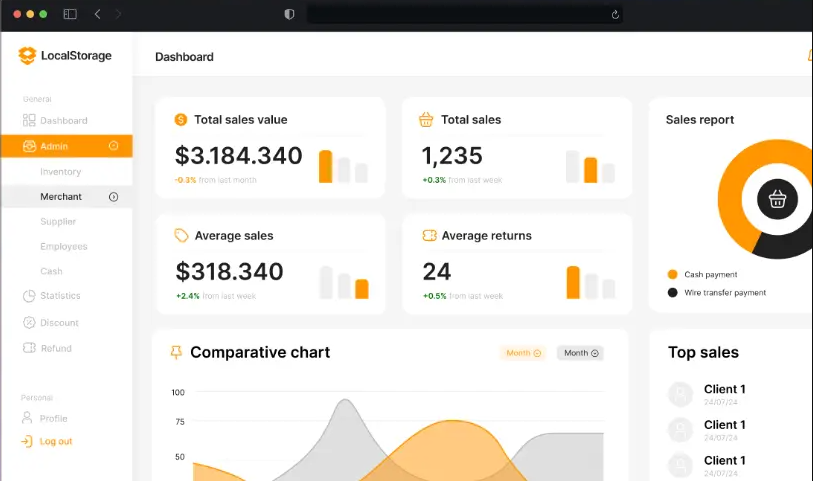 LocalStorage
Dashboard
General
Dashboard
Admin
Inventory
Merchant
Supplier
Employees
Cash
Statistics
Discount
Refund
Personal
Profile
Log out
Total sales value
$3.184.340
-0.3% from last month
Total sales
1,235
+0.3% from last week
Average sales
$318.340
+2.4% from last week
Average returns
24
+0.5% from last week
Sales report
Cash payment
Wire transfer payment
Comparative chart
Month
Month
100
75
50
Top sales
Client 1
24/07/24
Client 1
24/07/24
Client 1
24/07/24